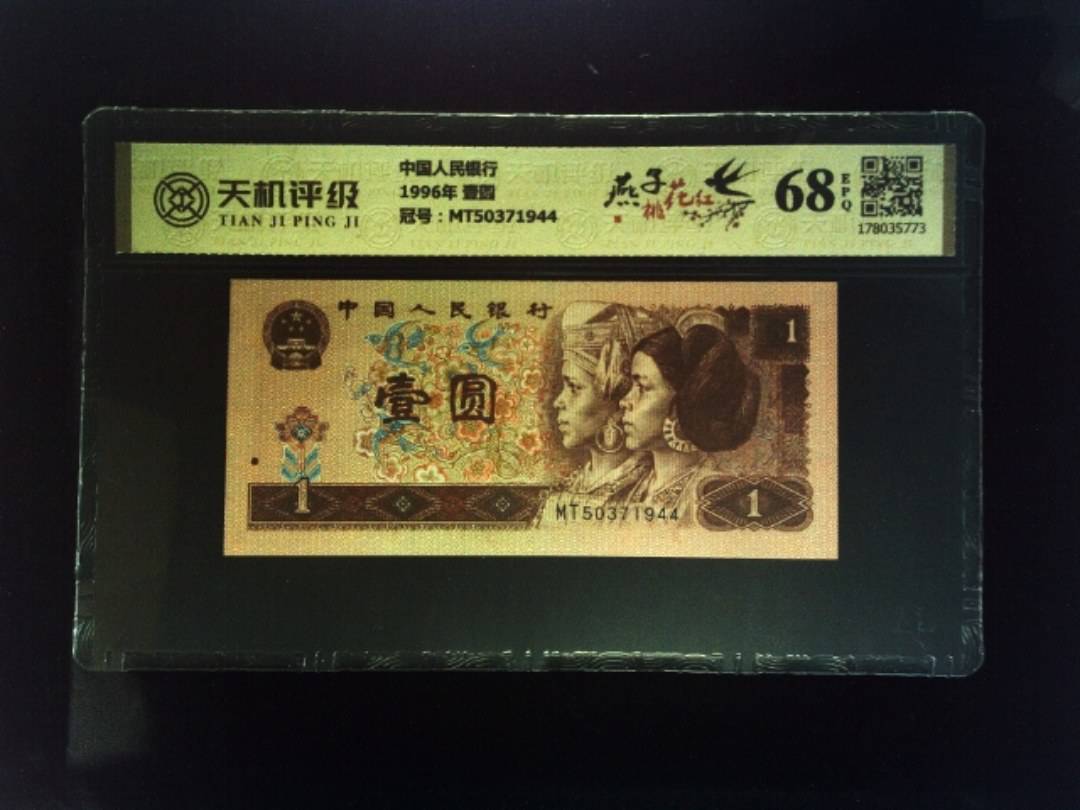 天机评级
TIAN JI PING JI
中国人民银行
1996年 壹圆
冠号：MT50371944
燕子
桃花红
68
EPQ
178035773
中国人民银行
壹圆
1
1
1
MT50371944